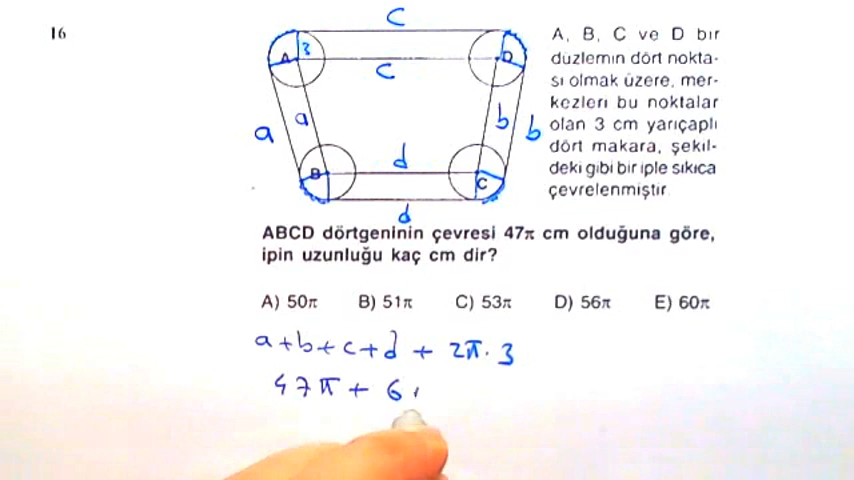 16
C
A
3
D
C
a
a
b
b
B
d
C
d
A, B, C ve D bir
düzlemin dört nokta-
sı olmak üzere, mer-
kezleri bu noktalar
olan 3 cm yarıçaplı
dört makara, şekil-
deki gibi bir iple sıkıca
çevrelenmiştir
ABCD dörtgeninin çevresi 47π cm olduğuna göre,
ipin uzunluğu kaç cm dir?
A) 50π B) 51π C) 53π D) 56π E) 60π
a+b+c+d + 2π·3
47π + 6